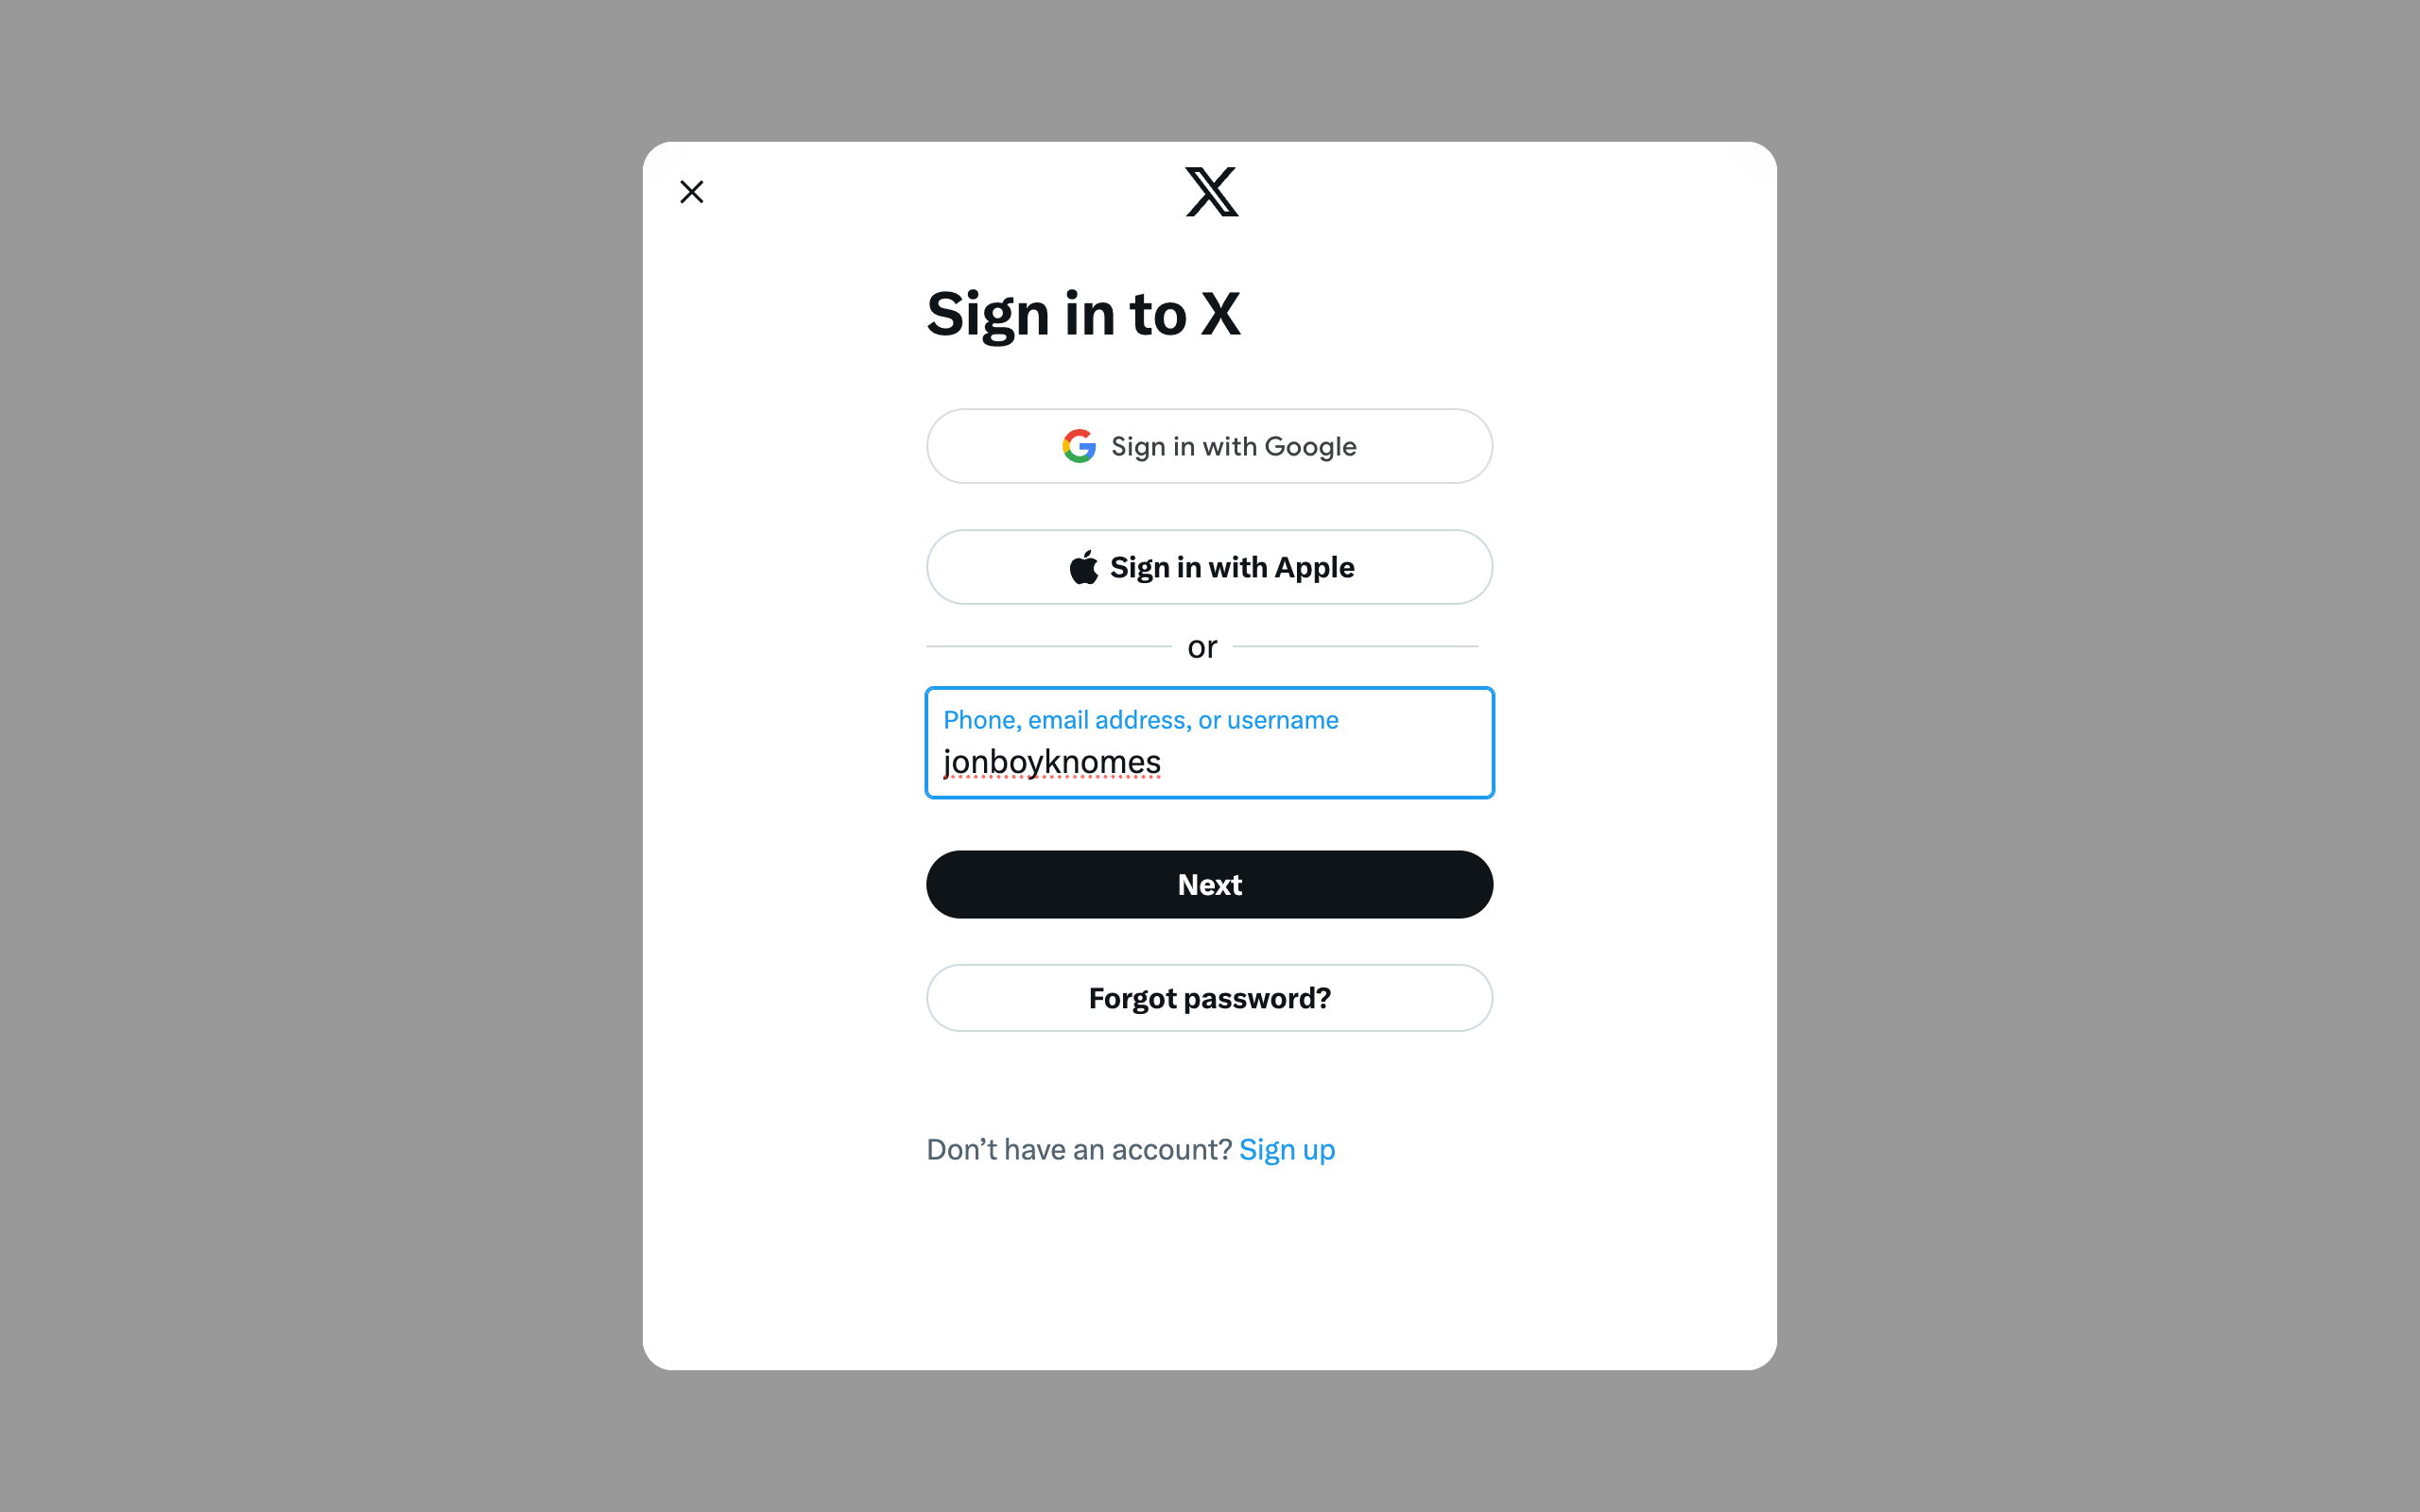 Sign in to X
Sign in with Google
Sign in with Apple
or
Phone, email address, or username
jonboyknomes
Next
Forgot password?
Don’t have an account? Sign up